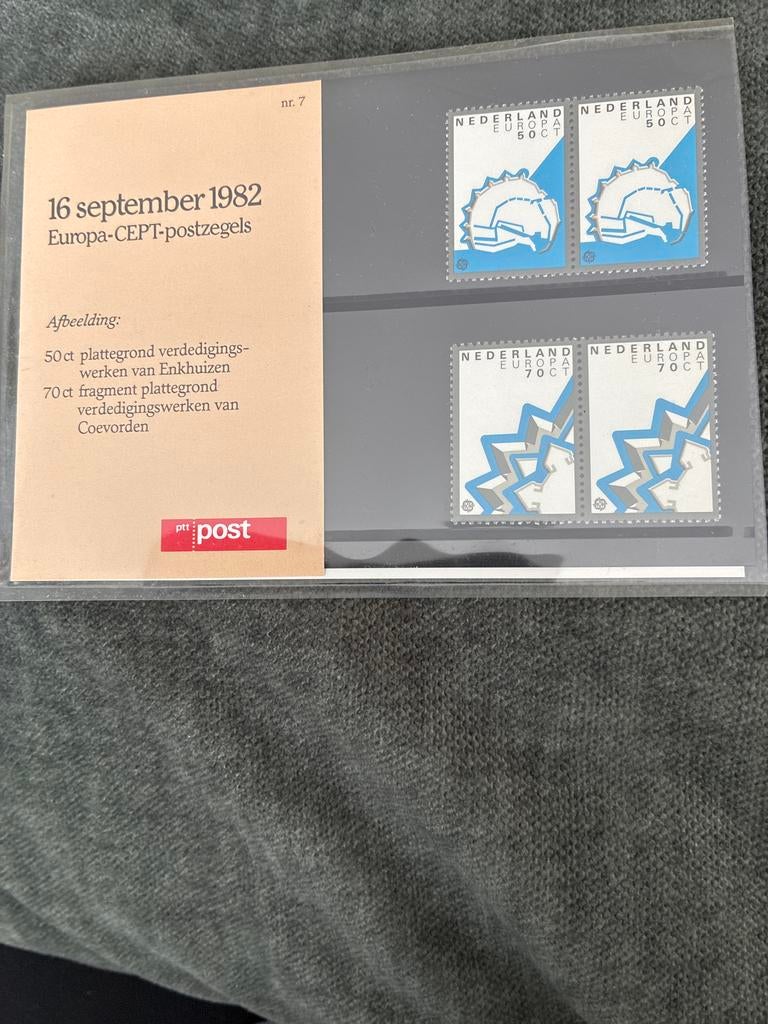 nr. 7
16 september 1982
Europa-CEPT-postzegels
Afbeelding:
50 ct plattegrond verdedigings-
werken van Enkhuizen
70 ct fragment plattegrond
verdedigingswerken van
Coevorden
ptt post
NEDERLAND
EUROPA
50 CT
NEDERLAND
EUROPA
50 CT
NEDERLAND
EUROPA
70 CT
NEDERLAND
EUROPA
70 CT